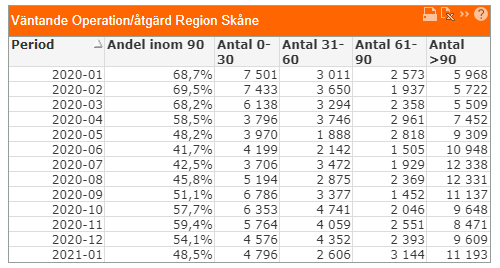 Väntande Operation/åtgärd Region Skåne
Period Andel inom 90 Antal 0-30 Antal 31-60 Antal 61-90 Antal >90
2020-01 68,7% 7 501 3 011 2 573 5 968
2020-02 69,5% 7 433 3 650 1 937 5 722
2020-03 68,2% 6 138 3 294 2 358 5 509
2020-04 58,5% 3 796 3 746 2 961 7 452
2020-05 48,2% 3 970 1 888 2 818 9 309
2020-06 41,7% 4 199 2 142 1 505 10 948
2020-07 42,5% 3 706 3 472 1 929 12 338
2020-08 45,8% 5 194 2 875 2 369 12 331
2020-09 51,1% 6 786 3 377 1 452 11 137
2020-10 57,7% 6 353 4 741 2 046 9 648
2020-11 59,4% 5 764 4 059 2 551 8 471
2020-12 54,1% 4 576 4 352 2 393 9 609
2021-01 48,5% 4 796 2 606 3 144 11 193